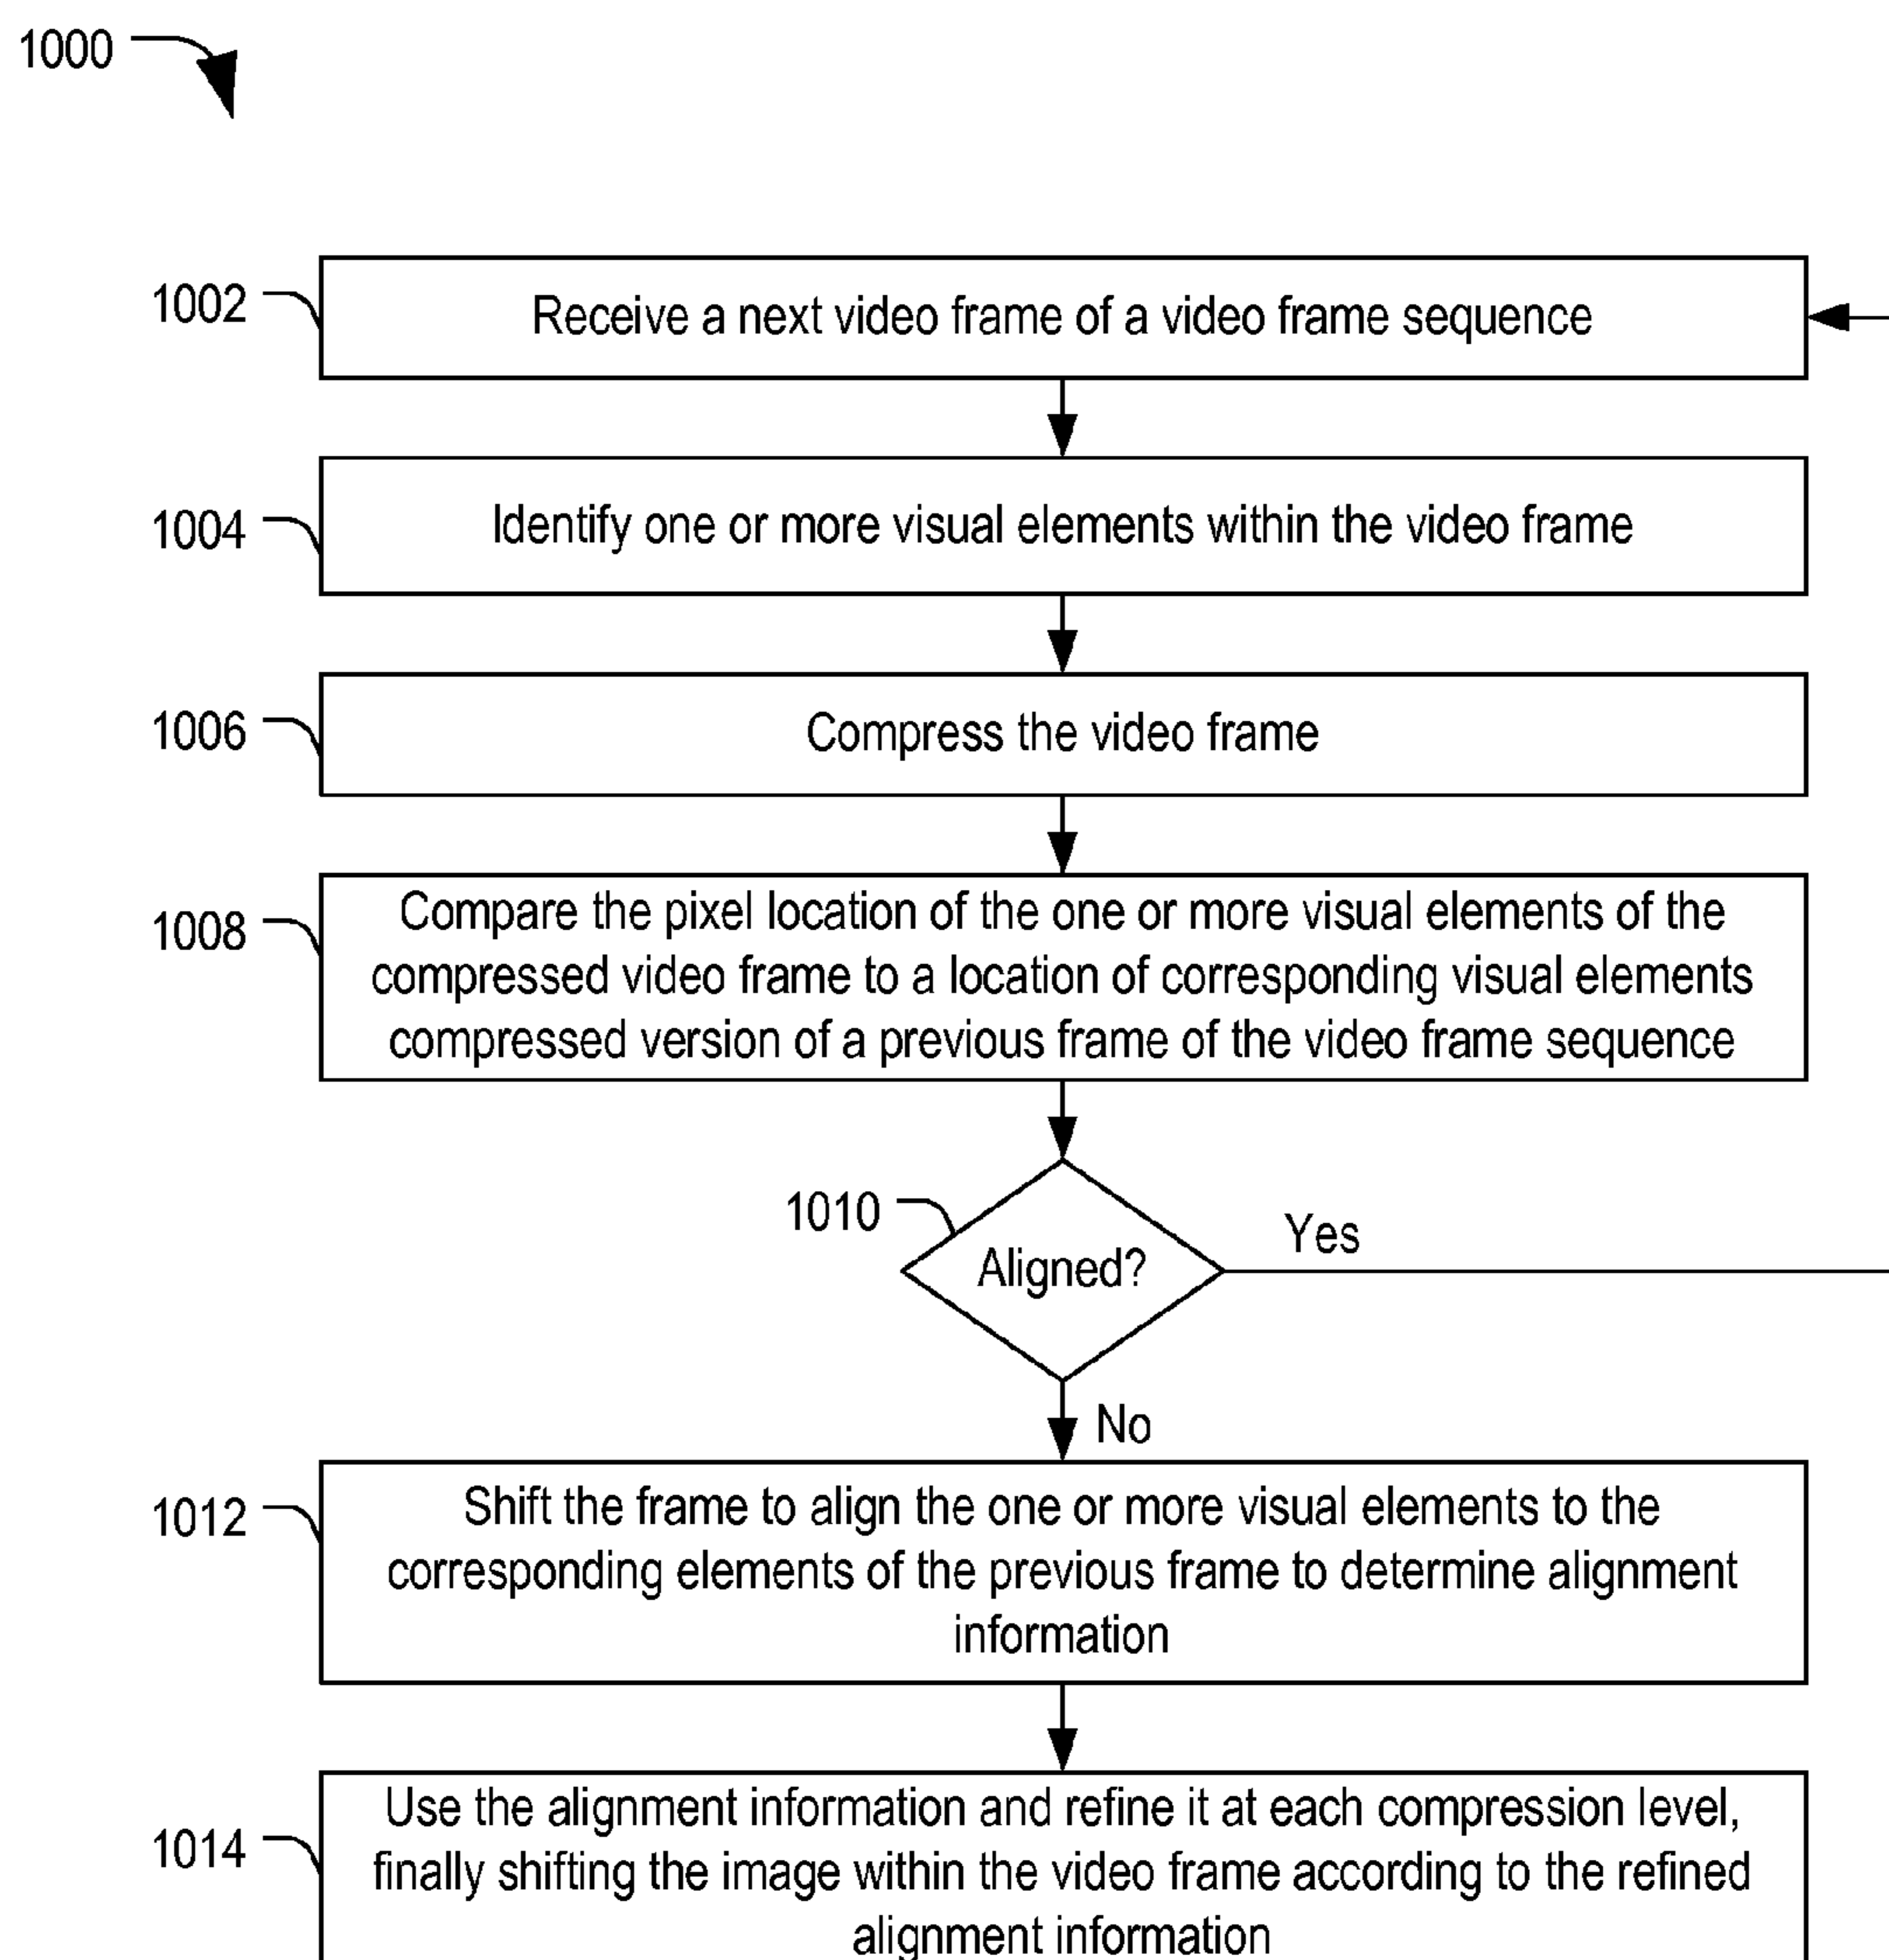 1000
1002
Receive a next video frame of a video frame sequence
1004
Identify one or more visual elements within the video frame
1006
Compress the video frame
1008
Compare the pixel location of the one or more visual elements of the
compressed video frame to a location of corresponding visual elements
compressed version of a previous frame of the video frame sequence
1010
Aligned?
Yes
No
1012
Shift the frame to align the one or more visual elements to the
corresponding elements of the previous frame to determine alignment
information
1014
Use the alignment information and refine it at each compression level,
finally shifting the image within the video frame according to the refined
alignment information